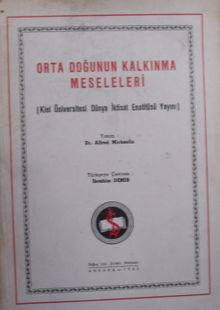 ORTA DOĞUNUN KALKINMA
MESELELERİ
(Kiel Üniversitesi Dünya İktisat Enstitüsü Yayını)
Yazan:
Dr. Alfred Michaelis
Türkçeye Çeviren
İbrahim DEMİR